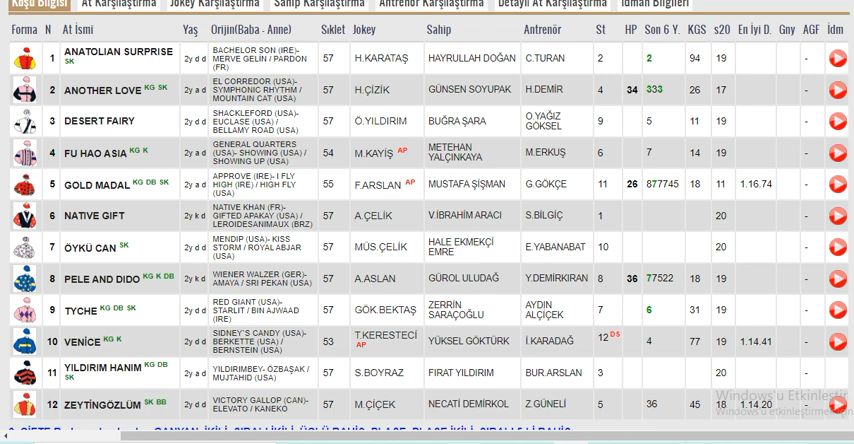 Koşu Bilgisi At Karşılaştırma Jokey Karşılaştırma Sahip Karşılaştırma Antrenör Karşılaştırma Detaylı At Karşılaştırma İdman Bilgileri
Forma N At İsmi Yaş Orijin(Baba - Anne) Sıklet Jokey Sahip Antrenör St HP Son 6 Y. KGS s20 En İyi D. Gny AGF İdm
1 ANATOLIAN SURPRISE SK 2y d d BACHELOR SON (IRE)- MERVE GELİN / PARDON (FR) 57 H.KARATAŞ HAYRULLAH DOĞAN C.TURAN 2 2 94 19 -
2 ANOTHER LOVE KG SK 2y a d EL CORREDOR (USA)- SYMPHONIC RHYTHM / MOUNTAIN CAT (USA) 57 H.ÇİZİK GÜNSEN SOYUPAK H.DEMİR 4 34 333 26 17 -
3 DESERT FAIRY 2y d d SHACKLEFORD (USA)- EUCLASE (USA) / BELLAMY ROAD (USA) 57 Ö.YILDIRIM BUĞRA ŞARA O.YAĞIZ GÖKSEL 9 5 11 19 -
4 FU HAO ASIA KG K 2y a d GENERAL QUARTERS (USA)- SHOWING (USA) / SHOWING UP (USA) 54 M.KAYİŞ AP METEHAN YALÇINKAYA M.ERKUŞ 6 7 14 19 -
5 GOLD MADAL KG DB SK 2y d d APPROVE (IRE)- I FLY HIGH (IRE) / HIGH FLY (USA) 55 F.ARSLAN AP MUSTAFA ŞİŞMAN G.GÖKÇE 11 26 877745 18 11 1.16.74 -
6 NATIVE GIFT 2y k d NATIVE KHAN (FR)- GIFTED APAKAY (USA) / LEROIDESANIMAUX (BRZ) 57 A.ÇELİK V.İBRAHİM ARACI S.BİLGİÇ 1 20 -
7 ÖYKÜ CAN SK 2y d d MENDIP (USA)- KISS STORM / ROYAL ABJAR (USA) 57 MÜS.ÇELİK HALE EKMEKÇİ EMRE E.YABANABAT 10 20 -
8 PELE AND DIDO KG K DB 2y k d WIENER WALZER (GER)- AMAYA / SRI PEKAN (USA) 57 A.ASLAN GÜROL ULUDAĞ Y.DEMİRKIRAN 8 36 77522 18 19 -
9 TYCHE KG DB SK 2y d d RED GIANT (USA)- STARLIT / BIN AJWAAD (IRE) 57 GÖK.BEKTAŞ ZERRİN SARAÇOĞLU AYDIN ALÇİÇEK 7 6 31 19 -
10 VENİCE KG K 2y d d SIDNEY`S CANDY (USA)- BERKETTE (USA) / BERNSTEIN (USA) 53 T.KERESTECİ AP YÜKSEL GÖKTÜRK İ.KARADAĞ 12 DS 4 77 19 1.14.41 -
11 YILDIRIM HANIM KG DB SK 2y a d YILDIRIMBEY- ÖZBAŞAK / MUJTAHID (USA) 57 S.BOYRAZ FIRAT YILDIRIM BUR.ARSLAN 3 s20 -
12 ZEYTİNGÖZLÜM SK BB 2y d d VICTORY GALLOP (CAN)- ELEVATO / KANEKO 57 M.ÇİÇEK NECATİ DEMİRKOL Z.GÜNELİ 5 36 45 18 1.14.20 -
Windows'u Etkinleştir
Windows'u etkinleştirmek için